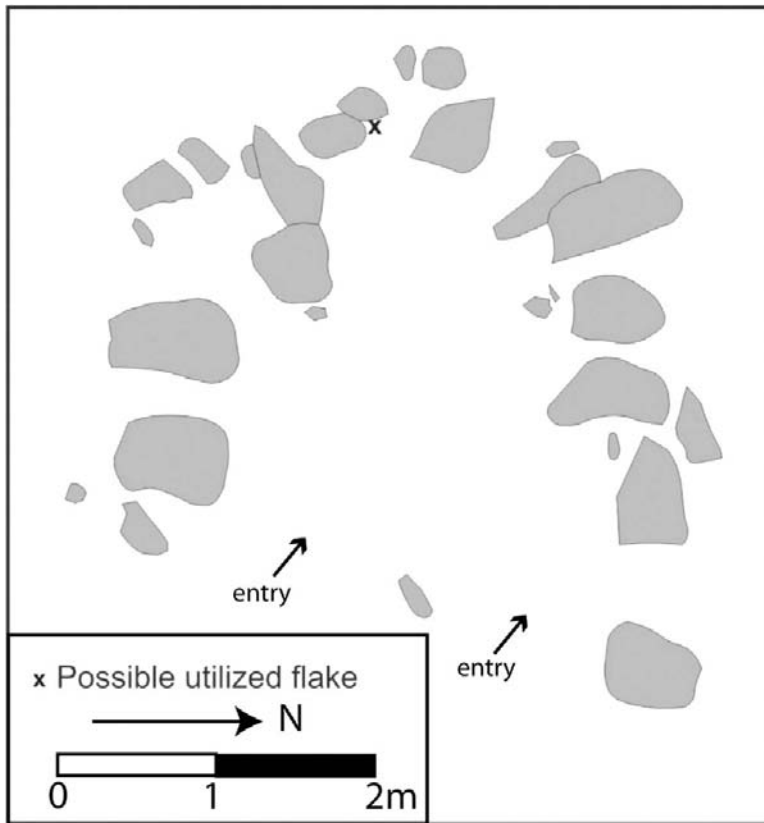 x
entry
entry
x Possible utilized flake
N
0 1 2m